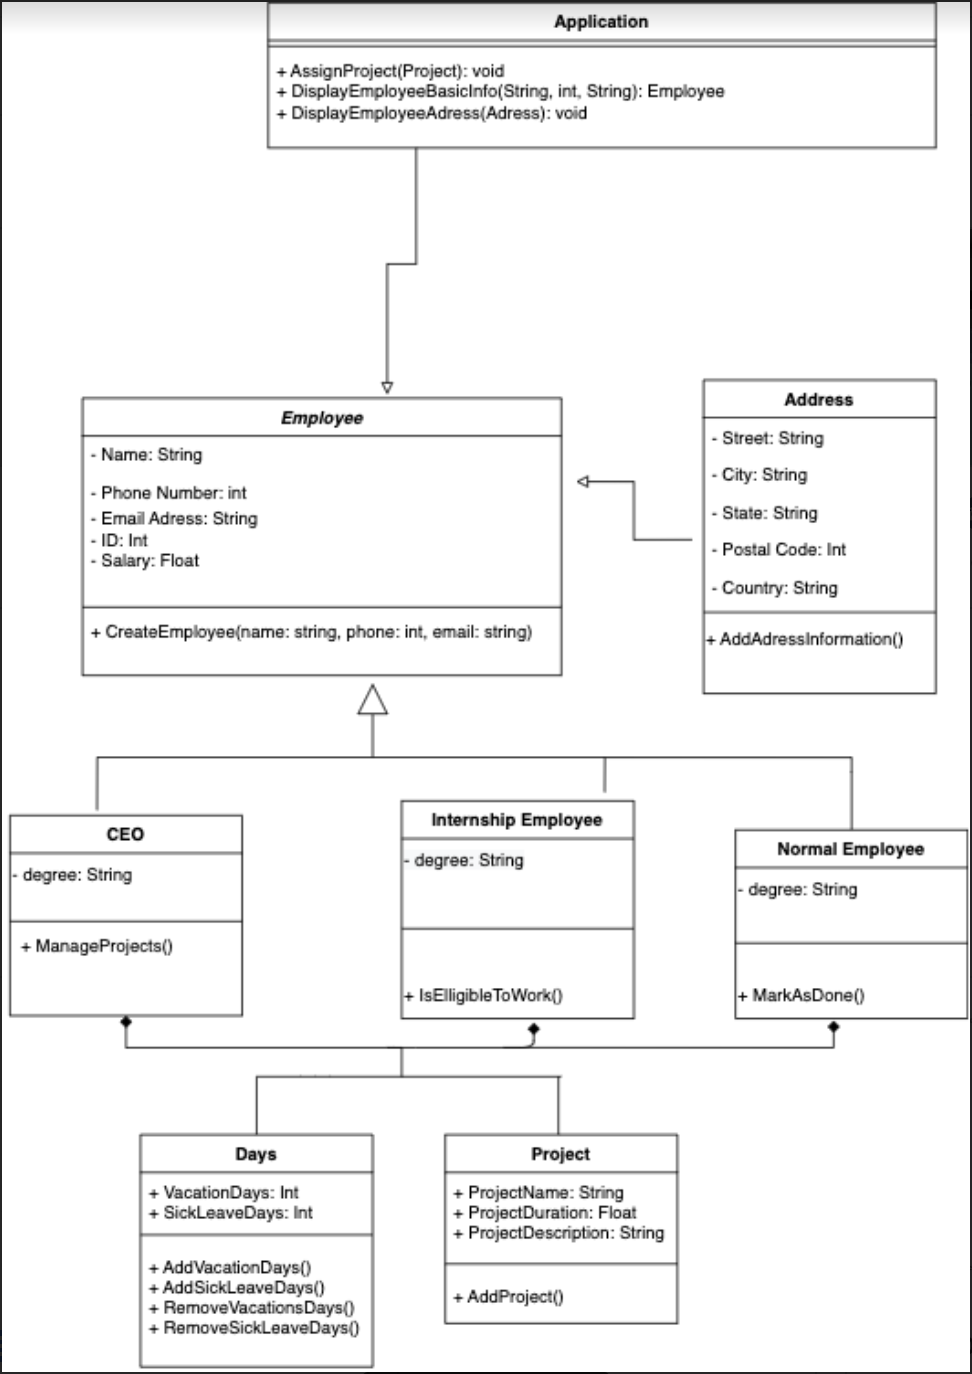 Application
+ AssignProject(Project): void
+ DisplayEmployeeBasicInfo(String, int, String): Employee
+ DisplayEmployeeAdress(Adress): void
Employee
- Name: String
- Phone Number: int
- Email Adress: String
- ID: Int
- Salary: Float
+ CreateEmployee(name: string, phone: int, email: string)
Address
- Street: String
- City: String
- State: String
- Postal Code: Int
- Country: String
+ AddAdressInformation()
CEO
- degree: String
+ ManageProjects()
Internship Employee
- degree: String
+ IsElligibleToWork()
Normal Employee
- degree: String
+ MarkAsDone()
Days
+ VacationDays: Int
+ SickLeaveDays: Int
+ AddVacationDays()
+ AddSickLeaveDays()
+ RemoveVacationsDays()
+ RemoveSickLeaveDays()
Project
+ ProjectName: String
+ ProjectDuration: Float
+ ProjectDescription: String
+ AddProject()